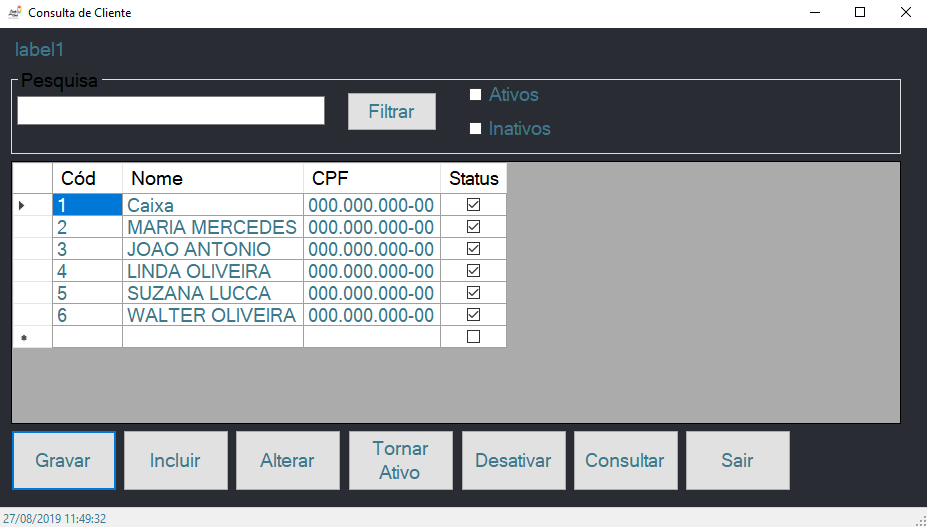 Consulta de Cliente
label1
Pesquisa
Filtrar
Ativos
Inativos
Cód Nome CPF Status
1 Caixa 000.000.000-00
2 MARIA MERCEDES 000.000.000-00
3 JOAO ANTONIO 000.000.000-00
4 LINDA OLIVEIRA 000.000.000-00
5 SUZANA LUCCA 000.000.000-00
6 WALTER OLIVEIRA 000.000.000-00
Gravar
Incluir
Alterar
Tornar
Ativo
Desativar
Consultar
Sair
27/08/2019 11:49:32